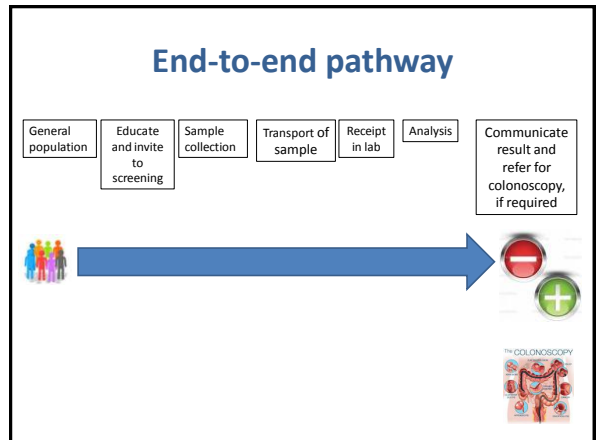 End-to-end pathway
General
population
Educate
and invite
to
screening
Sample
collection
Transport of
sample
Receipt
in lab
Analysis
Communicate
result and
refer for
colonoscopy,
if required
The COLONOSCOPY